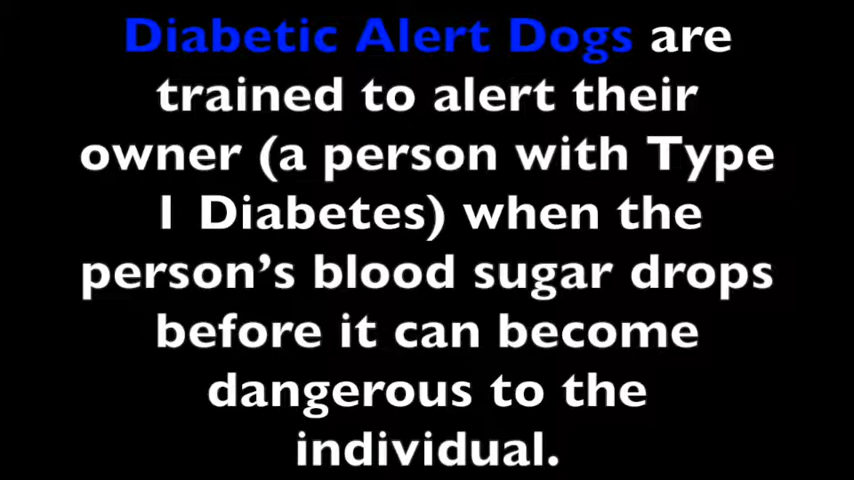 Diabetic Alert Dogs are
trained to alert their
owner (a person with Type
1 Diabetes) when the
person’s blood sugar drops
before it can become
dangerous to the
individual.